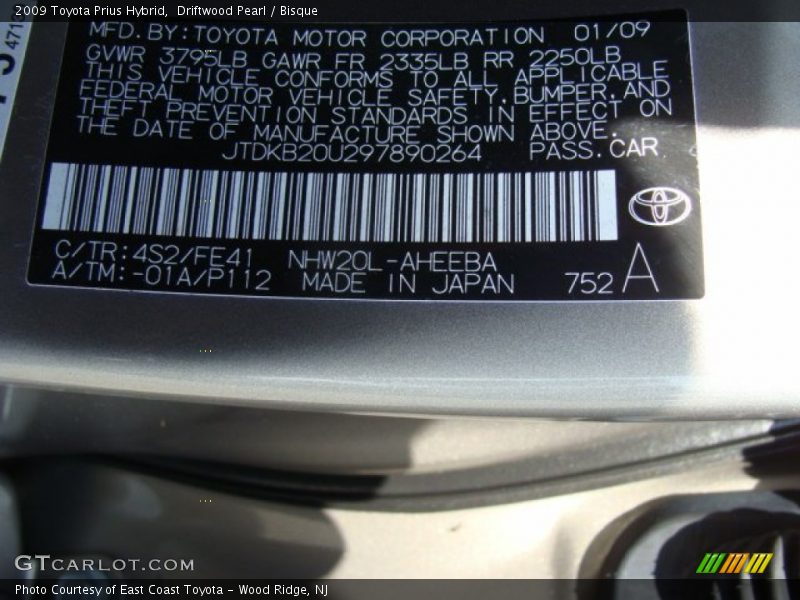 2009 Toyota Prius Hybrid,  Driftwood Pearl / Bisque
MFD. BY: TOYOTA MOTOR CORPORATION 01/09
GVWR 3795LB GAWR FR 2335LB RR 2250LB
THIS VEHICLE CONFORMS TO ALL APPLICABLE
FEDERAL MOTOR VEHICLE SAFETY, BUMPER, AND
THEFT PREVENTION STANDARDS IN EFFECT ON
THE DATE OF MANUFACTURE SHOWN ABOVE.
JTDKB20U297890264 PASS. CAR
C/TR: 4S2/FE41 NHW20L-AHEEBA
A/TM: -01A/P112 MADE IN JAPAN 752 A
GTCARLOT.COM
Photo Courtesy of East Coast Toyota - Wood Ridge, NJ